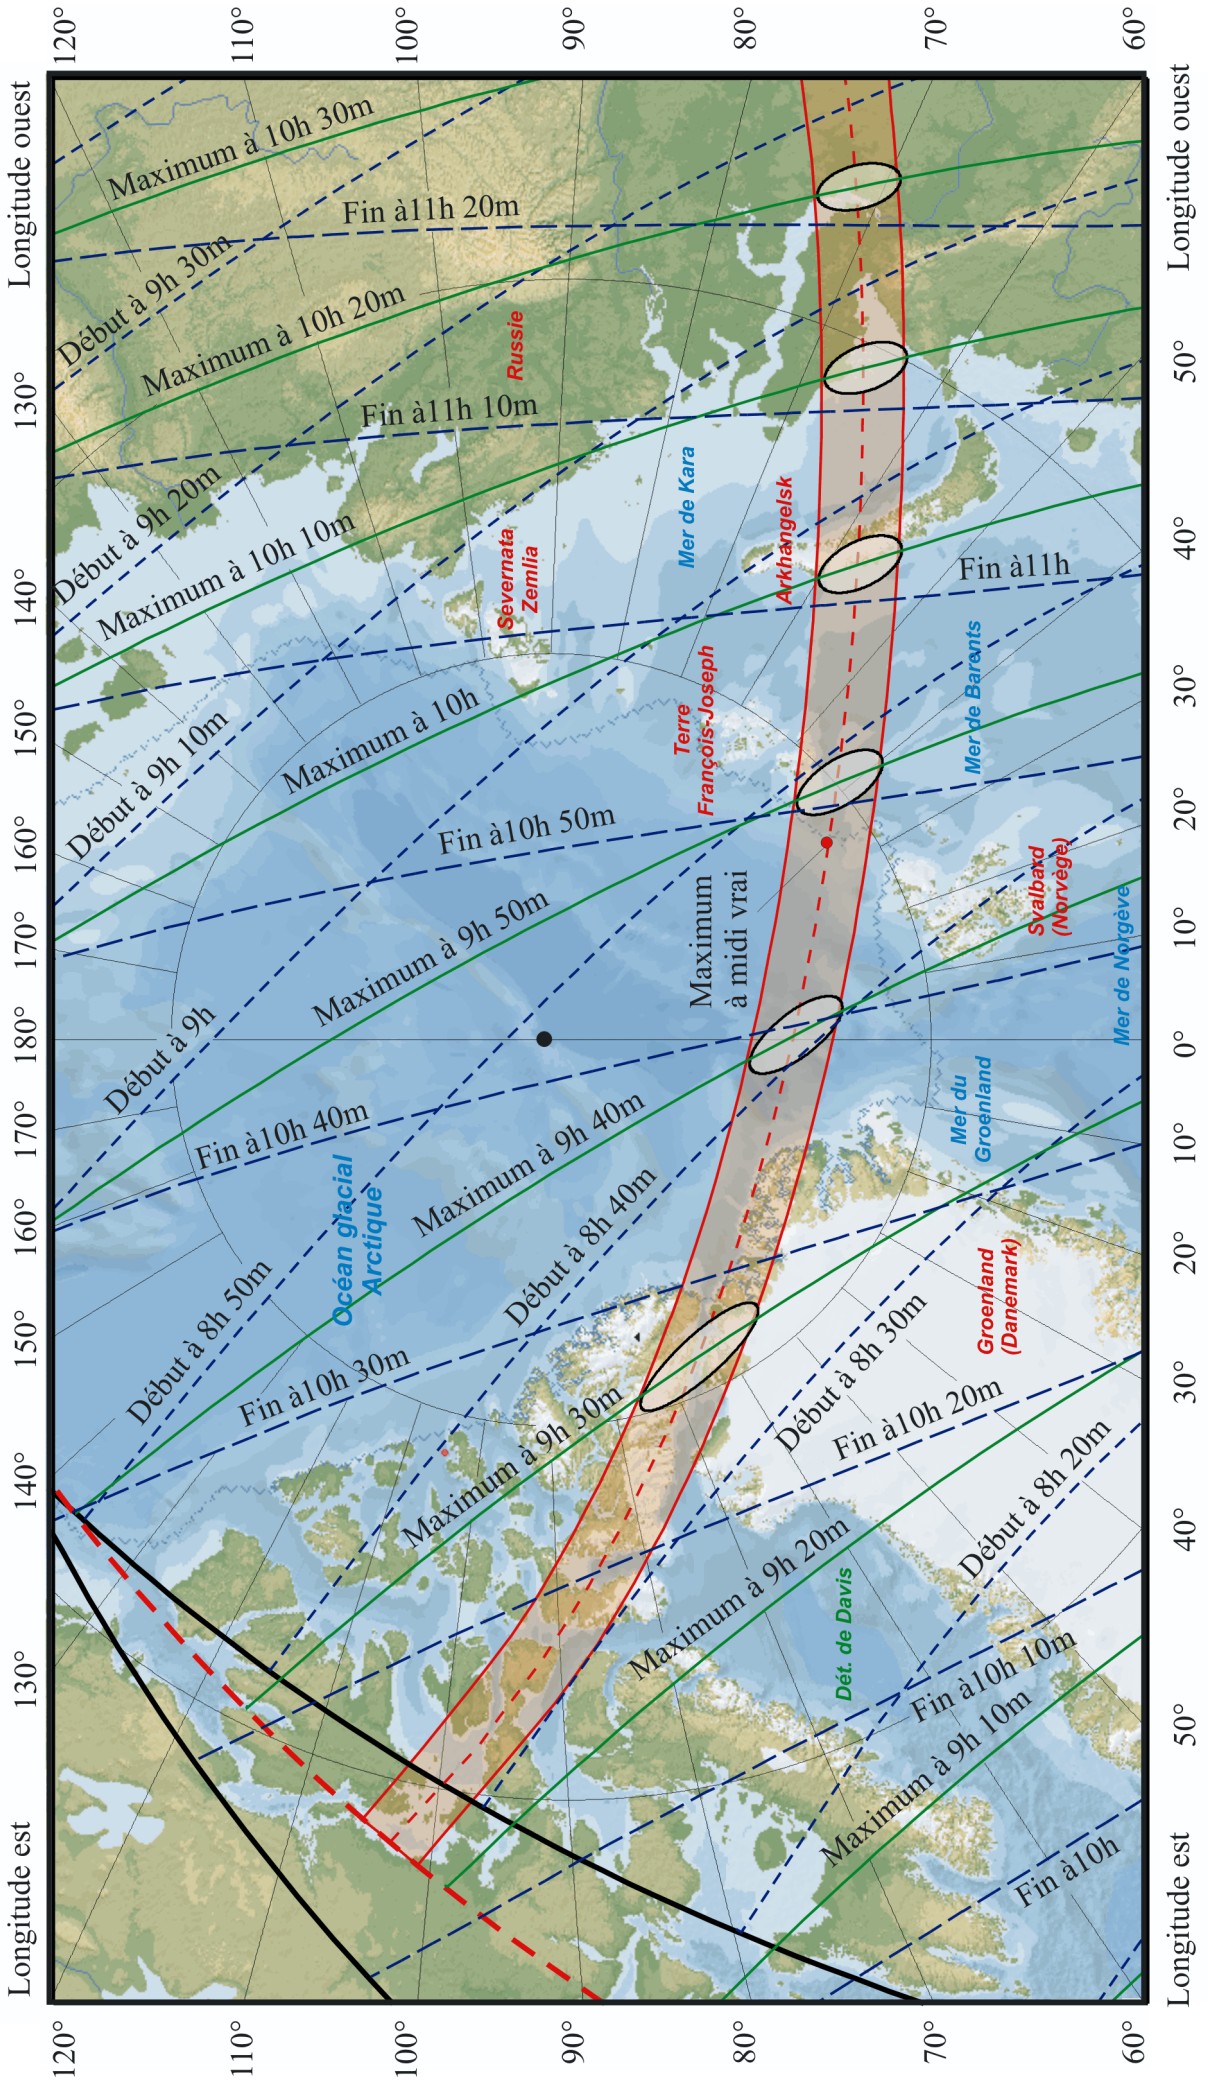 120°
110°
100°
90°
80°
70°
60°
Longitude ouest
130°
140°
150°
160°
170°
180°
170°
160°
150°
140°
130°
Longitude est
Longitude ouest
50°
40°
30°
20°
10°
0°
10°
20°
30°
40°
50°
Longitude est
120°
110°
100°
90°
80°
70°
60°
Maximum à 10h 30m
Fin à11h 20m
Début à 9h 30m
Maximum à 10h 20m
Russie
Fin à11h 10m
Début à 9h 20m
Maximum à 10h 10m
Mer de Kara
Arkhangelsk
Severnata
Zemlia
Fin à11h
Mer de Barents
Terre
François-Joseph
Maximum à 10h
Début à 9h 10m
Fin à10h 50m
Maximum
à midi vrai
Svalbard
(Norvège)
Mer de Norgève
Maximum à 9h 50m
Début à 9h
Fin à10h 40m
Maximum à 9h 40m
Mer du
Groenland
Océan glacial
Arctique
Début à 8h 40m
Groenland
(Danemark)
Début à 8h 50m
Fin à10h 30m
Début à 8h 30m
Fin à10h 20m
Maximum à 9h 30m
Début à 8h 20m
Maximum à 9h 20m
Dét. de Davis
Fin à10h 10m
Maximum à 9h 10m
Fin à10h